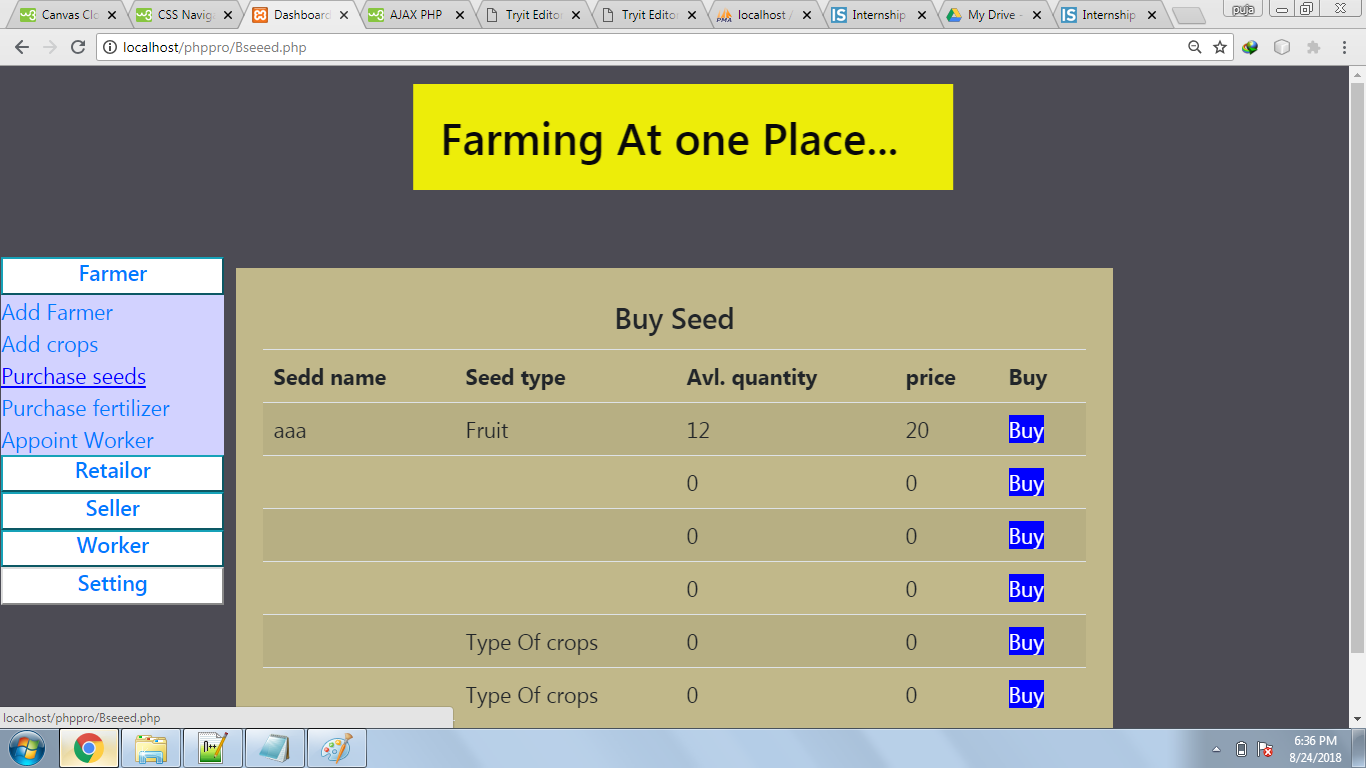 Canvas Clo
CSS Naviga
Dashboard
AJAX PHP
Tryit Edito
Tryit Edito
localhost /
Internship
My Drive -
Internship
puja
localhost/phppro/Bseeed.php
Farming At one Place...
Farmer
Add Farmer
Add crops
Purchase seeds
Purchase fertilizer
Appoint Worker
Retailor
Seller
Worker
Setting
Buy Seed
Sedd name Seed type Avl. quantity price Buy
aaa Fruit 12 20 Buy
0 0 Buy
0 0 Buy
0 0 Buy
Type Of crops 0 0 Buy
Type Of crops 0 0 Buy
localhost/phppro/Bseeed.php
6:36 PM
8/24/2018